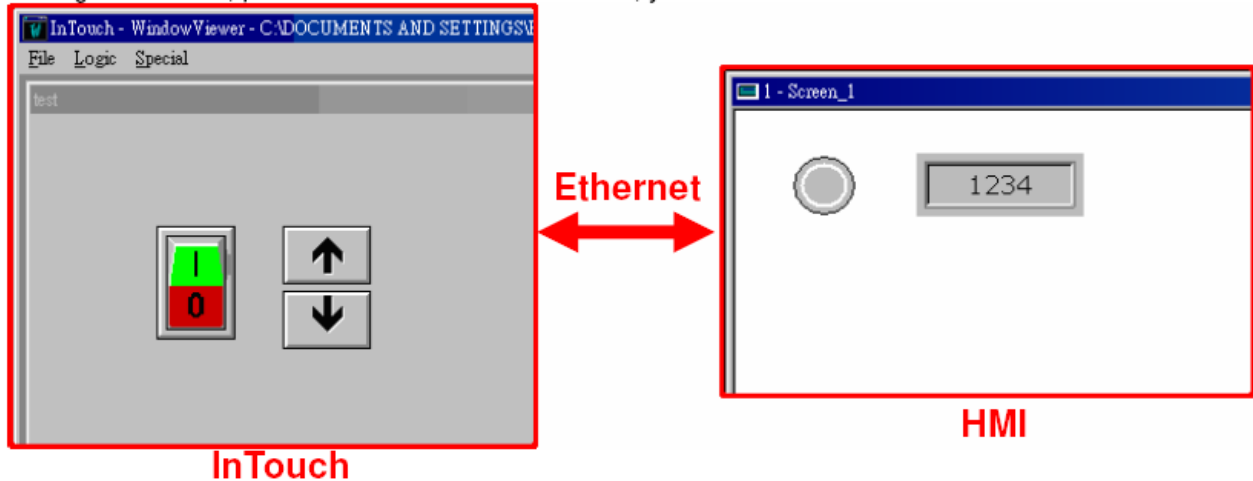 InTouch - WindowViewer - C:\DOCUMENTS AND SETTINGS\
File Logic Special
test
I
0
Ethernet
1 - Screen_1
1234
HMI
InTouch